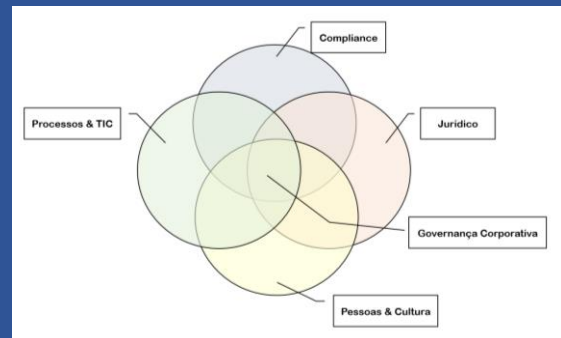 Compliance
Processos & TIC
Jurídico
Governança Corporativa
Pessoas & Cultura